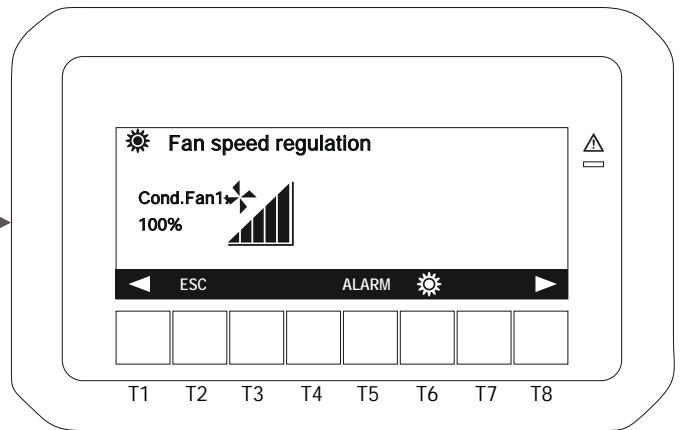 Fan speed regulation
Cond.Fan1:
100%
ESC ALARM
T1 T2 T3 T4 T5 T6 T7 T8